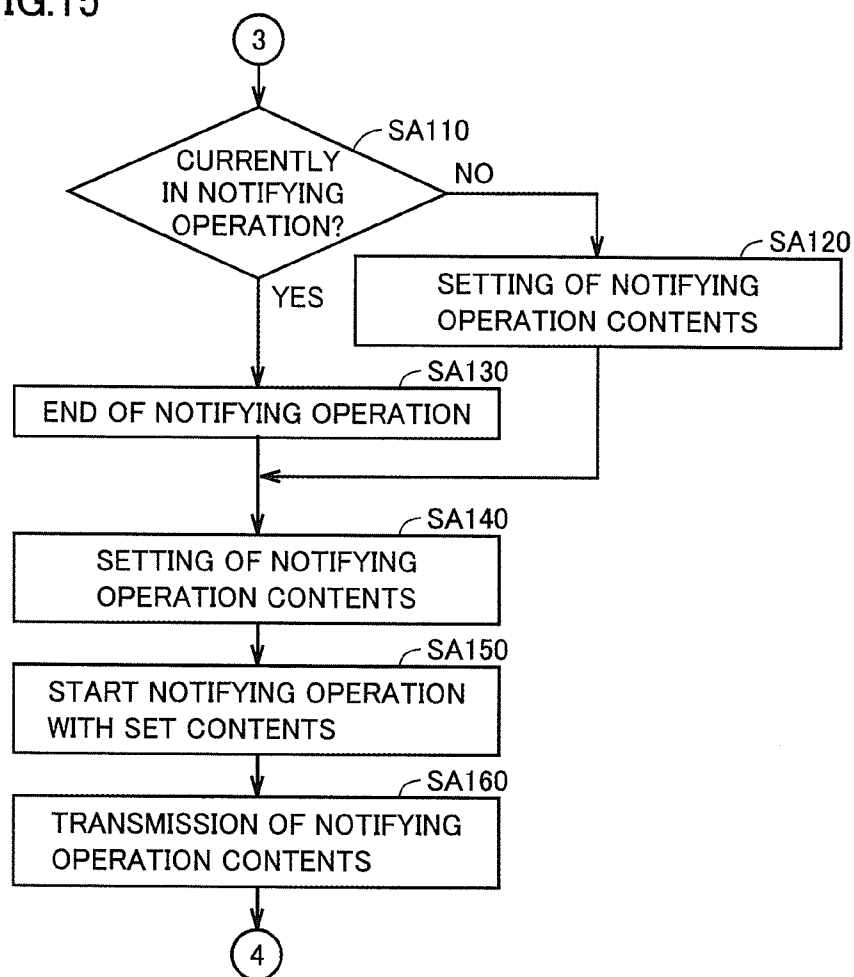 IG.15
3
SA110
CURRENTLY
IN NOTIFYING
OPERATION?
NO
YES
SA120
SETTING OF NOTIFYING
OPERATION CONTENTS
SA130
END OF NOTIFYING OPERATION
SA140
SETTING OF NOTIFYING
OPERATION CONTENTS
SA150
START NOTIFYING OPERATION
WITH SET CONTENTS
SA160
TRANSMISSION OF NOTIFYING
OPERATION CONTENTS
4